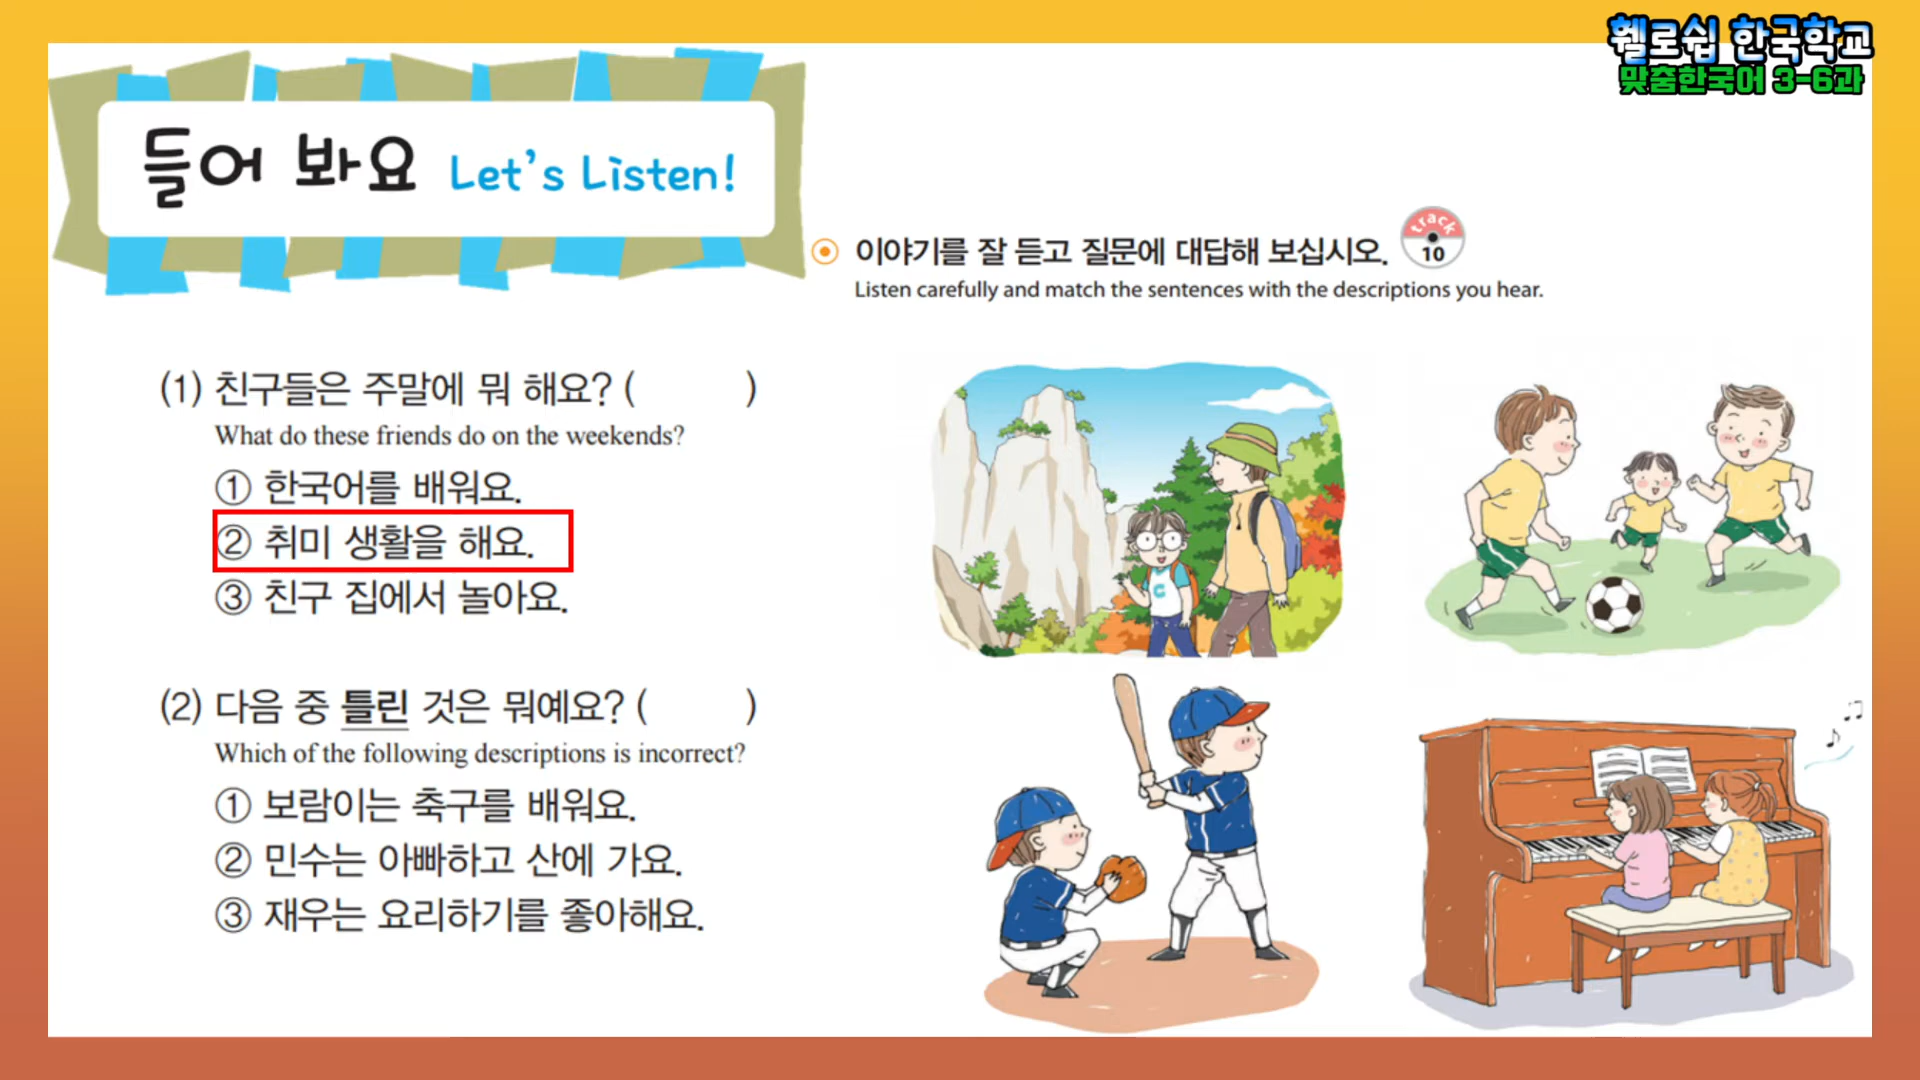 휄로쉽 한국학교
맞춤한국어 3-6과
들어 봐요 Let's Listen!
이야기를 잘 듣고 질문에 대답해 보십시오.
track
10
Listen carefully and match the sentences with the descriptions you hear.
(1) 친구들은 주말에 뭐 해요? ( )
What do these friends do on the weekends?
① 한국어를 배워요.
② 취미 생활을 해요.
③ 친구 집에서 놀아요.
(2) 다음 중 틀린 것은 뭐예요? ( )
Which of the following descriptions is incorrect?
① 보람이는 축구를 배워요.
② 민수는 아빠하고 산에 가요.
③ 재우는 요리하기를 좋아해요.
C